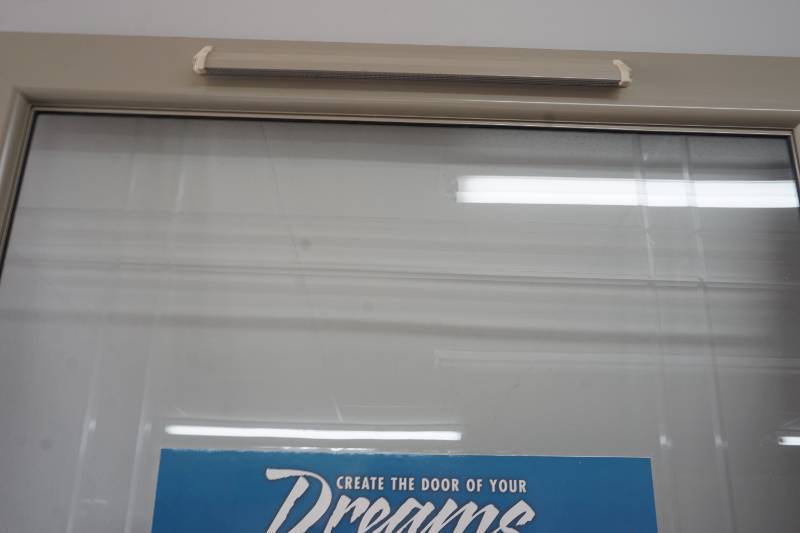 CREATE THE DOOR OF YOUR
Dreams